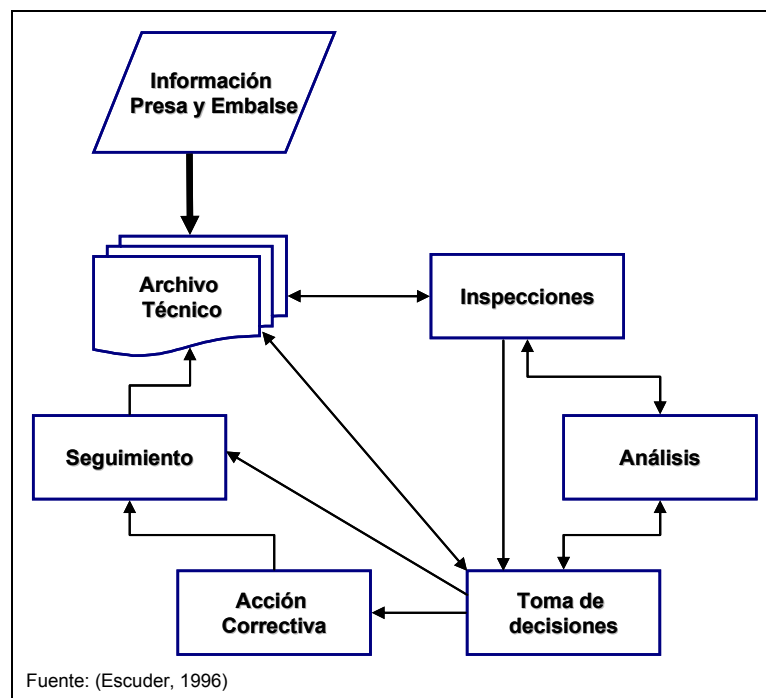 Información
Presa y Embalse
Archivo
Técnico
Inspecciones
Seguimiento
Análisis
Acción
Correctiva
Toma de
decisiones
Fuente: (Escuder, 1996)